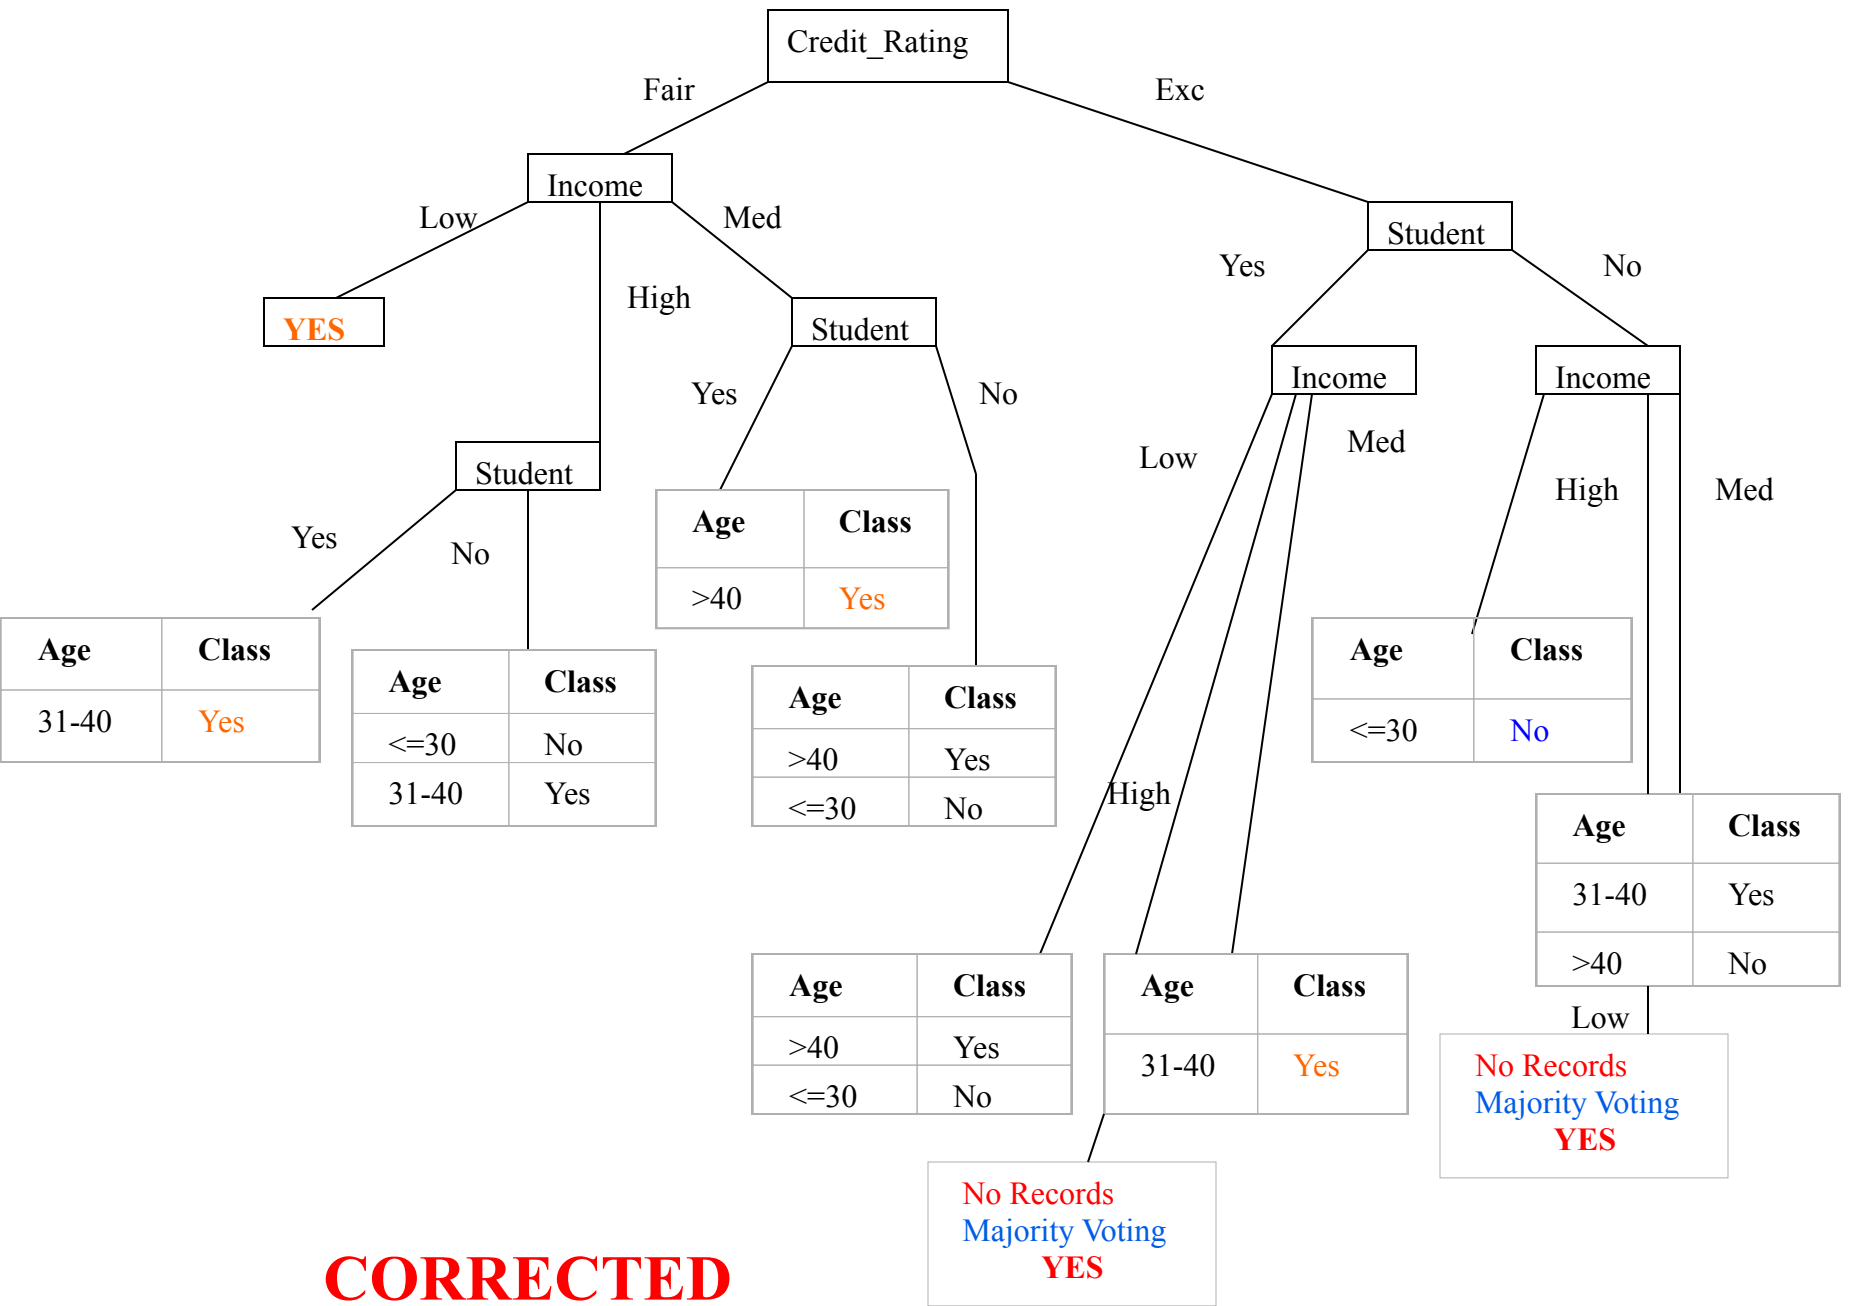 Credit_Rating
Fair
Exc
Income
Low
Med
Student
Yes
No
YES
High
Student
Income
Income
Yes
No
Low
Med
High
Med
Student
Yes
No
Age Class
>40 Yes
Age Class
31-40 Yes
Age Class
<=30 No
31-40 Yes
Age Class
>40 Yes
<=30 No
Age Class
<=30 No
High
Age Class
31-40 Yes
>40 No
Low
Age Class
>40 Yes
<=30 No
Age Class
31-40 Yes
No Records
Majority Voting
YES
No Records
Majority Voting
YES
CORRECTED